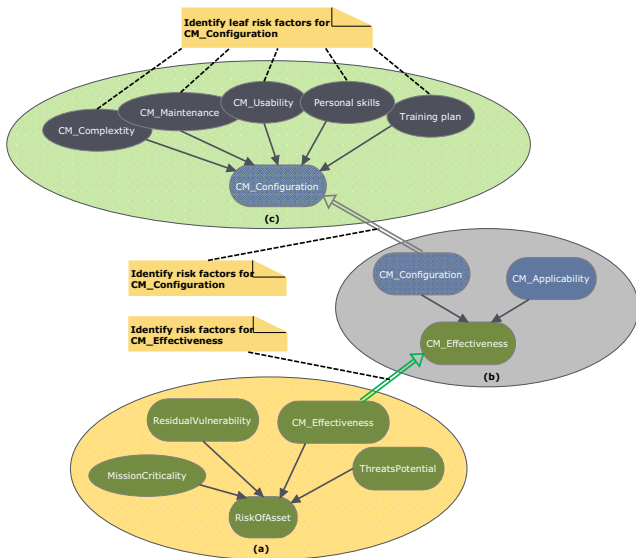 Identify leaf risk factors for
CM_Configuration
CM_Complextity
CM_Maintenance
CM_Usability
Personal skills
Training plan
CM_Configuration
(c)
Identify risk factors for
CM_Configuration
CM_Configuration
CM_Applicability
Identify risk factors for
CM_Effectiveness
CM_Effectiveness
(b)
ResidualVulnerability
CM_Effectiveness
MissionCriticality
ThreatsPotential
RiskOfAsset
(a)